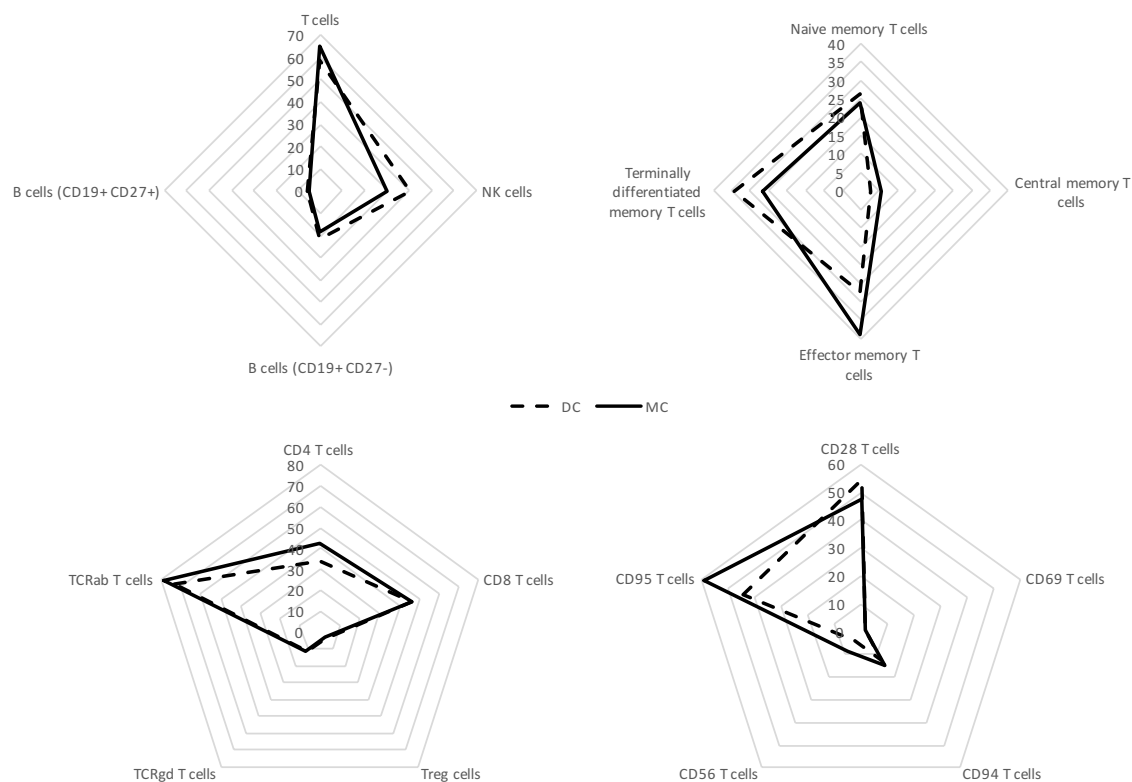 T cells
70
60
50
40
30
20
10
0
B cells (CD19+ CD27+)
NK cells
B cells (CD19+ CD27-)
Naive memory T cells
40
35
30
25
20
15
10
5
0
Terminally
differentiated
memory T cells
Central memory T
cells
Effector memory T
cells
DC
MC
CD4 T cells
80
70
60
50
40
30
20
10
0
TCRab T cells
CD8 T cells
TCRgd T cells
Treg cells
CD28 T cells
60
50
40
30
20
10
0
CD95 T cells
CD69 T cells
CD56 T cells
CD94 T cells